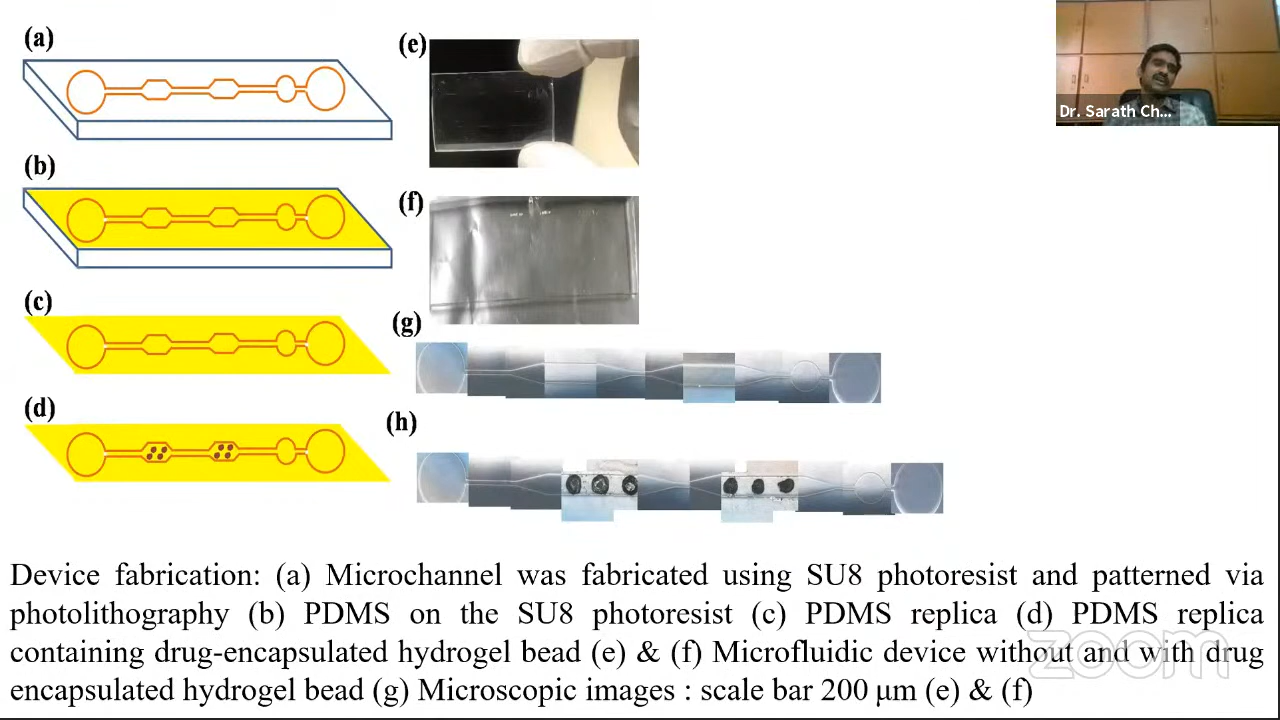 (a)
(b)
(c)
(d)
(e)
(f)
(g)
(h)
Dr. Sarath Ch...
Device fabrication: (a) Microchannel was fabricated using SU8 photoresist and patterned via
photolithography (b) PDMS on the SU8 photoresist (c) PDMS replica (d) PDMS replica
containing drug-encapsulated hydrogel bead (e) & (f) Microfluidic device without and with drug
encapsulated hydrogel bead (g) Microscopic images : scale bar 200 μm (e) & (f)
zoom